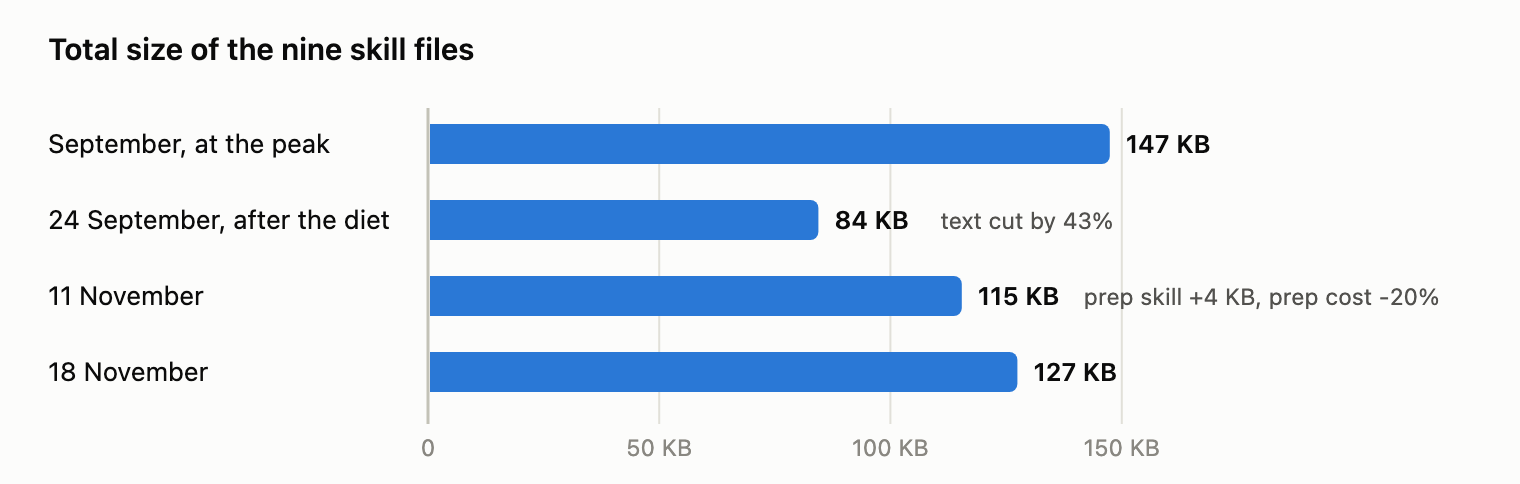 Total size of the nine skill files
September, at the peak 147 KB
24 September, after the diet 84 KB text cut by 43%
11 November 115 KB prep skill +4 KB, prep cost -20%
18 November 127 KB
0 50 KB 100 KB 150 KB